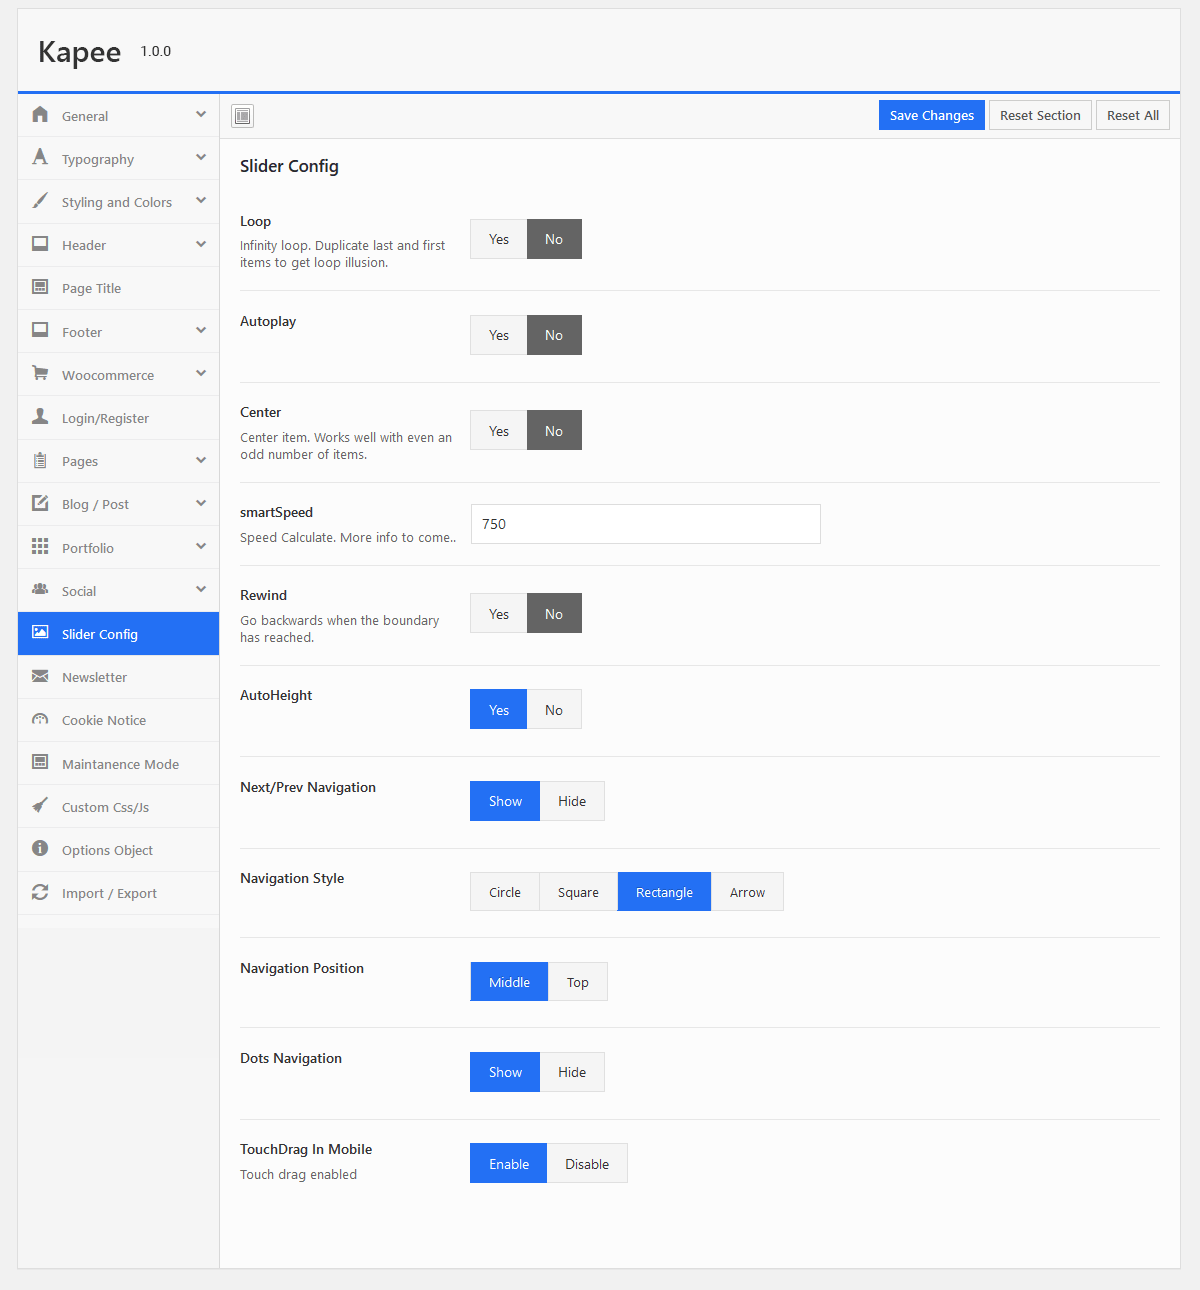 Kapee 1.0.0
General
Typography
Styling and Colors
Header
Page Title
Footer
Woocommerce
Login/Register
Pages
Blog / Post
Portfolio
Social
Slider Config
Newsletter
Cookie Notice
Maintanence Mode
Custom Css/Js
Options Object
Import / Export
Save Changes Reset Section Reset All
Slider Config
Loop
Infinity loop. Duplicate last and first
items to get loop illusion.
Yes No
Autoplay
Yes No
Center
Center item. Works well with even an
odd number of items.
Yes No
smartSpeed
Speed Calculate. More info to come..
750
Rewind
Go backwards when the boundary
has reached.
Yes No
AutoHeight
Yes No
Next/Prev Navigation
Show Hide
Navigation Style
Circle Square Rectangle Arrow
Navigation Position
Middle Top
Dots Navigation
Show Hide
TouchDrag In Mobile
Touch drag enabled
Enable Disable